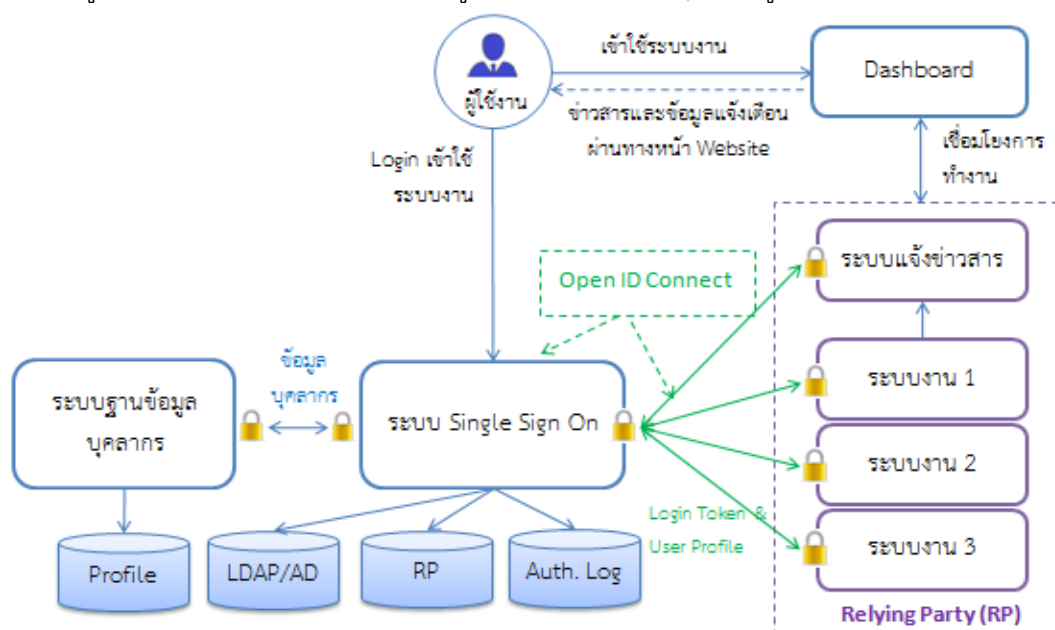 เข้าใช้ระบบงาน
Dashboard
ผู้ใช้งาน
ข่าวสารและข้อมูลแจ้งเตือน
ผ่านทางหน้า Website
Login เข้าใช้
ระบบงาน
เชื่อมโยงการ
ทำงาน
ระบบแจ้งข่าวสาร
Open ID Connect
ข้อมูล
บุคลากร
ระบบฐานข้อมูล
บุคลากร
ระบบ Single Sign On
ระบบงาน 1
ระบบงาน 2
Login Token &
User Profile
ระบบงาน 3
Profile
LDAP/AD
RP
Auth. Log
Relying Party (RP)